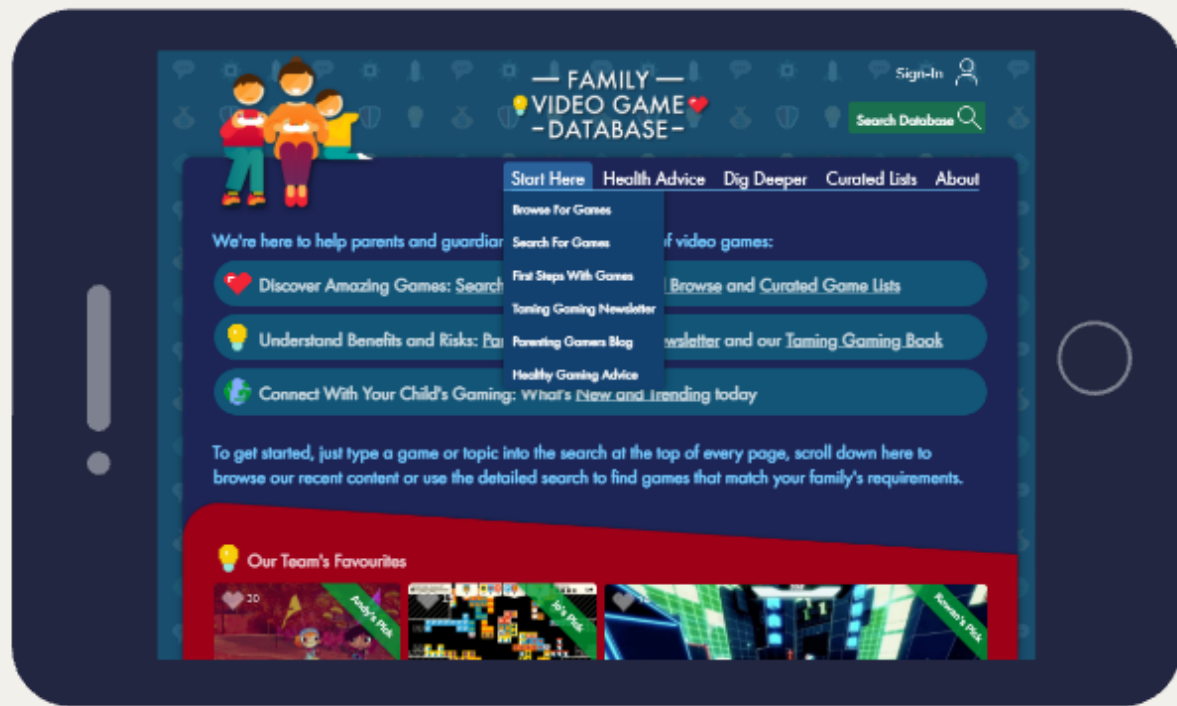 Sign-In
— FAMILY —
VIDEO GAME
-DATABASE-
Search Database
Start Here Health Advice Dig Deeper Curated Lists About
Browse For Games
Search For Games
First Steps With Games
Taming Gaming Newsletter
Parenting Gamers Blog
Healthy Gaming Advice
We're here to help parents and guardian f video games:
Discover Amazing Games: Search Browse and Curated Game Lists
Understand Benefits and Risks: Pa wsletter and our Taming Gaming Book
Connect With Your Child's Gaming: What's New and Trending today
To get started, just type a game or topic into the search at the top of every page, scroll down here to
browse our recent content or use the detailed search to find games that match your family's requirements.
Our Team's Favourites
30
Andy's Pick
Jo's Pick
Rowan's Pick